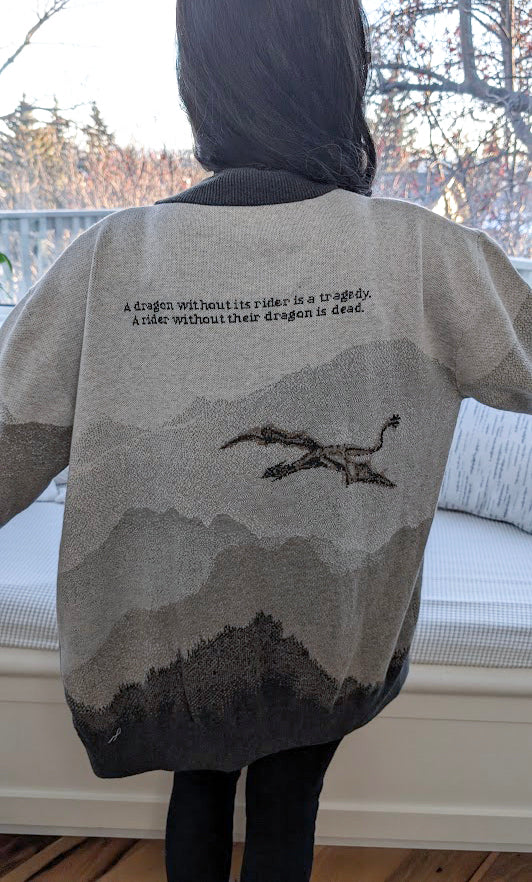 A dragon without its rider is a tragedy.
A rider without their dragon is dead.